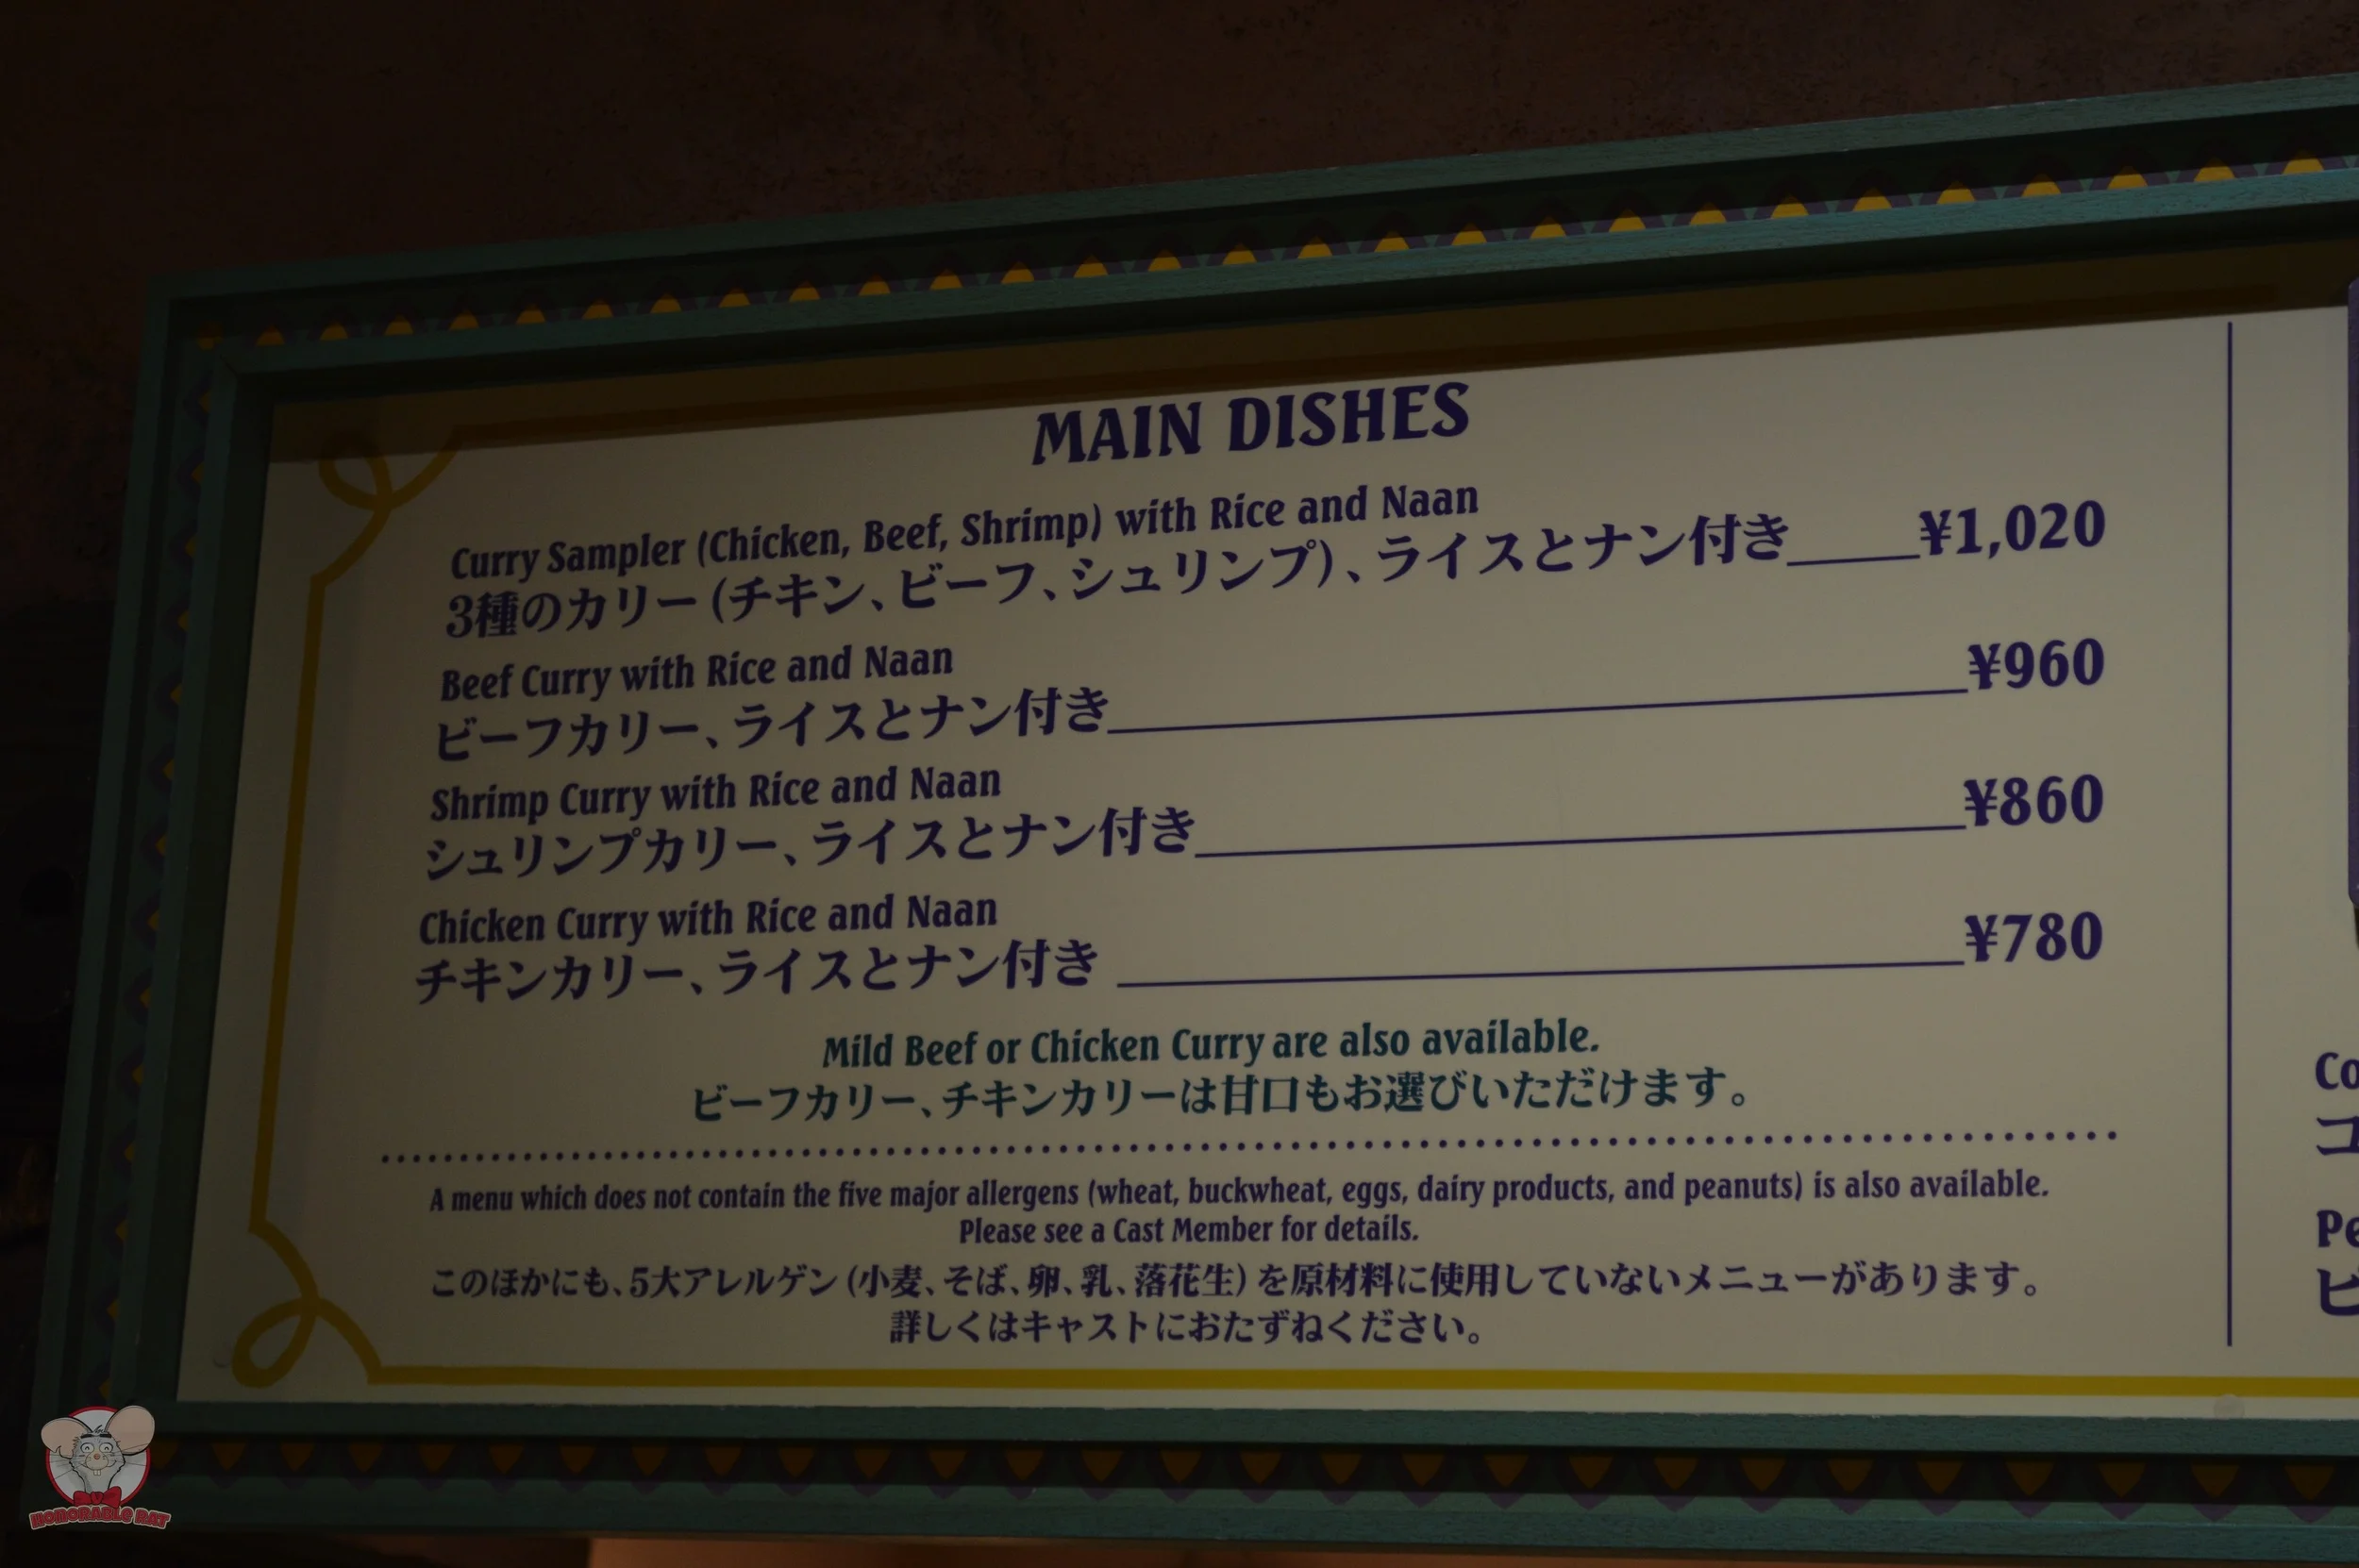 MAIN DISHES
Curry Sampler (Chicken, Beef, Shrimp) with Rice and Naan
3種のカリー (チキン、ビーフ、シュリンプ)、ライスとナン付き ¥1,020
Beef Curry with Rice and Naan
ビーフカリー、ライスとナン付き ¥960
Shrimp Curry with Rice and Naan
シュリンプカリー、ライスとナン付き ¥860
Chicken Curry with Rice and Naan
チキンカリー、ライスとナン付き ¥780
Mild Beef or Chicken Curry are also available.
ビーフカリー、チキンカリーは甘口もお選びいただけます。
A menu which does not contain the five major allergens (wheat, buckwheat, eggs, dairy products, and peanuts) is also available.
Please see a Cast Member for details.
このほかにも、5大アレルゲン (小麦、そば、卵、乳、落花生) を原材料に使用していないメニューがあります。
詳しくはキャストにおたずねください。
Co
コ
Pe
ピ
HONORABLE RAT